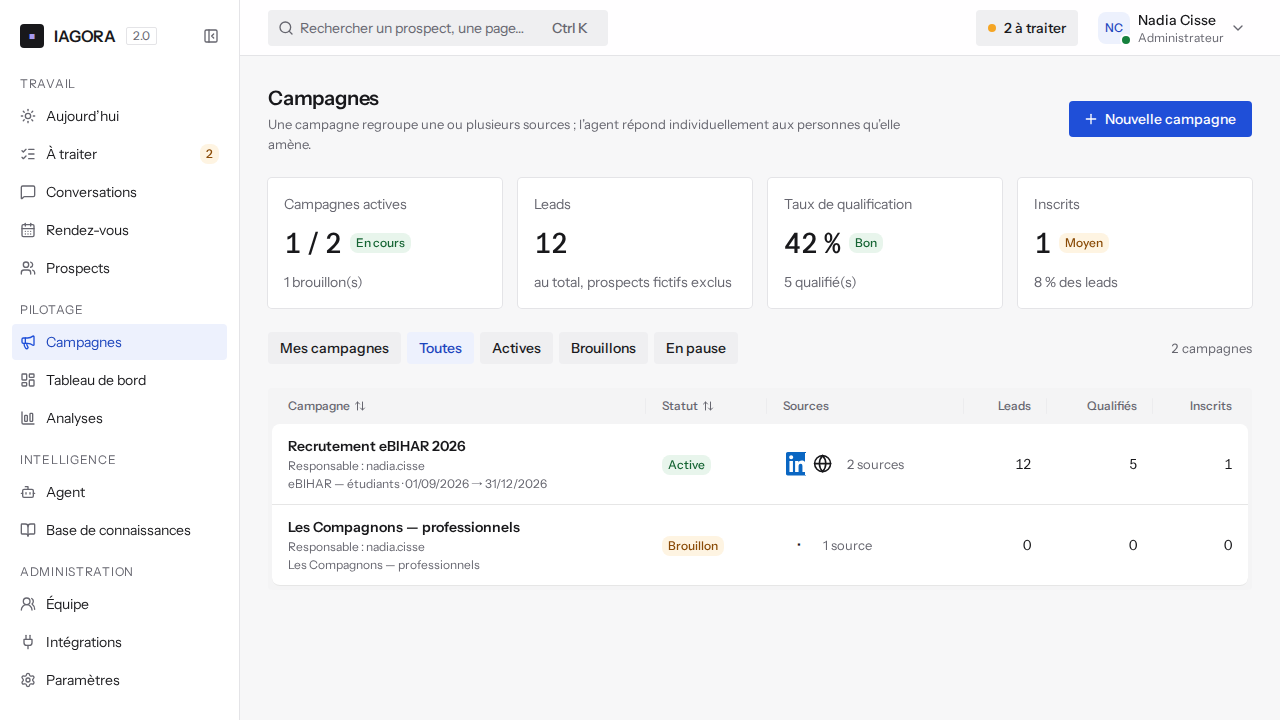 IAGORA 2.0
Rechercher un prospect, une page... Ctrl K
2 à traiter
NC
Nadia Cisse
Administrateur
TRAVAIL
Aujourd'hui
À traiter 2
Conversations
Rendez-vous
Prospects
PILOTAGE
Campagnes
Tableau de bord
Analyses
INTELLIGENCE
Agent
Base de connaissances
ADMINISTRATION
Équipe
Intégrations
Paramètres
Campagnes
Une campagne regroupe une ou plusieurs sources ; l'agent répond individuellement aux personnes qu'elle
amène.
Nouvelle campagne
Campagnes actives
1 / 2 En cours
1 brouillon(s)
Leads
12
au total, prospects fictifs exclus
Taux de qualification
42 % Bon
5 qualifié(s)
Inscrits
1 Moyen
8 % des leads
Mes campagnes Toutes Actives Brouillons En pause 2 campagnes
Campagne Statut Sources Leads Qualifiés Inscrits
Recrutement eBIHAR 2026
Responsable : nadia.cisse
eBIHAR — étudiants · 01/09/2026 → 31/12/2026
Active in 2 sources 12 5 1
Les Compagnons — professionnels
Responsable : nadia.cisse
Les Compagnons — professionnels
Brouillon 1 source 0 0 0